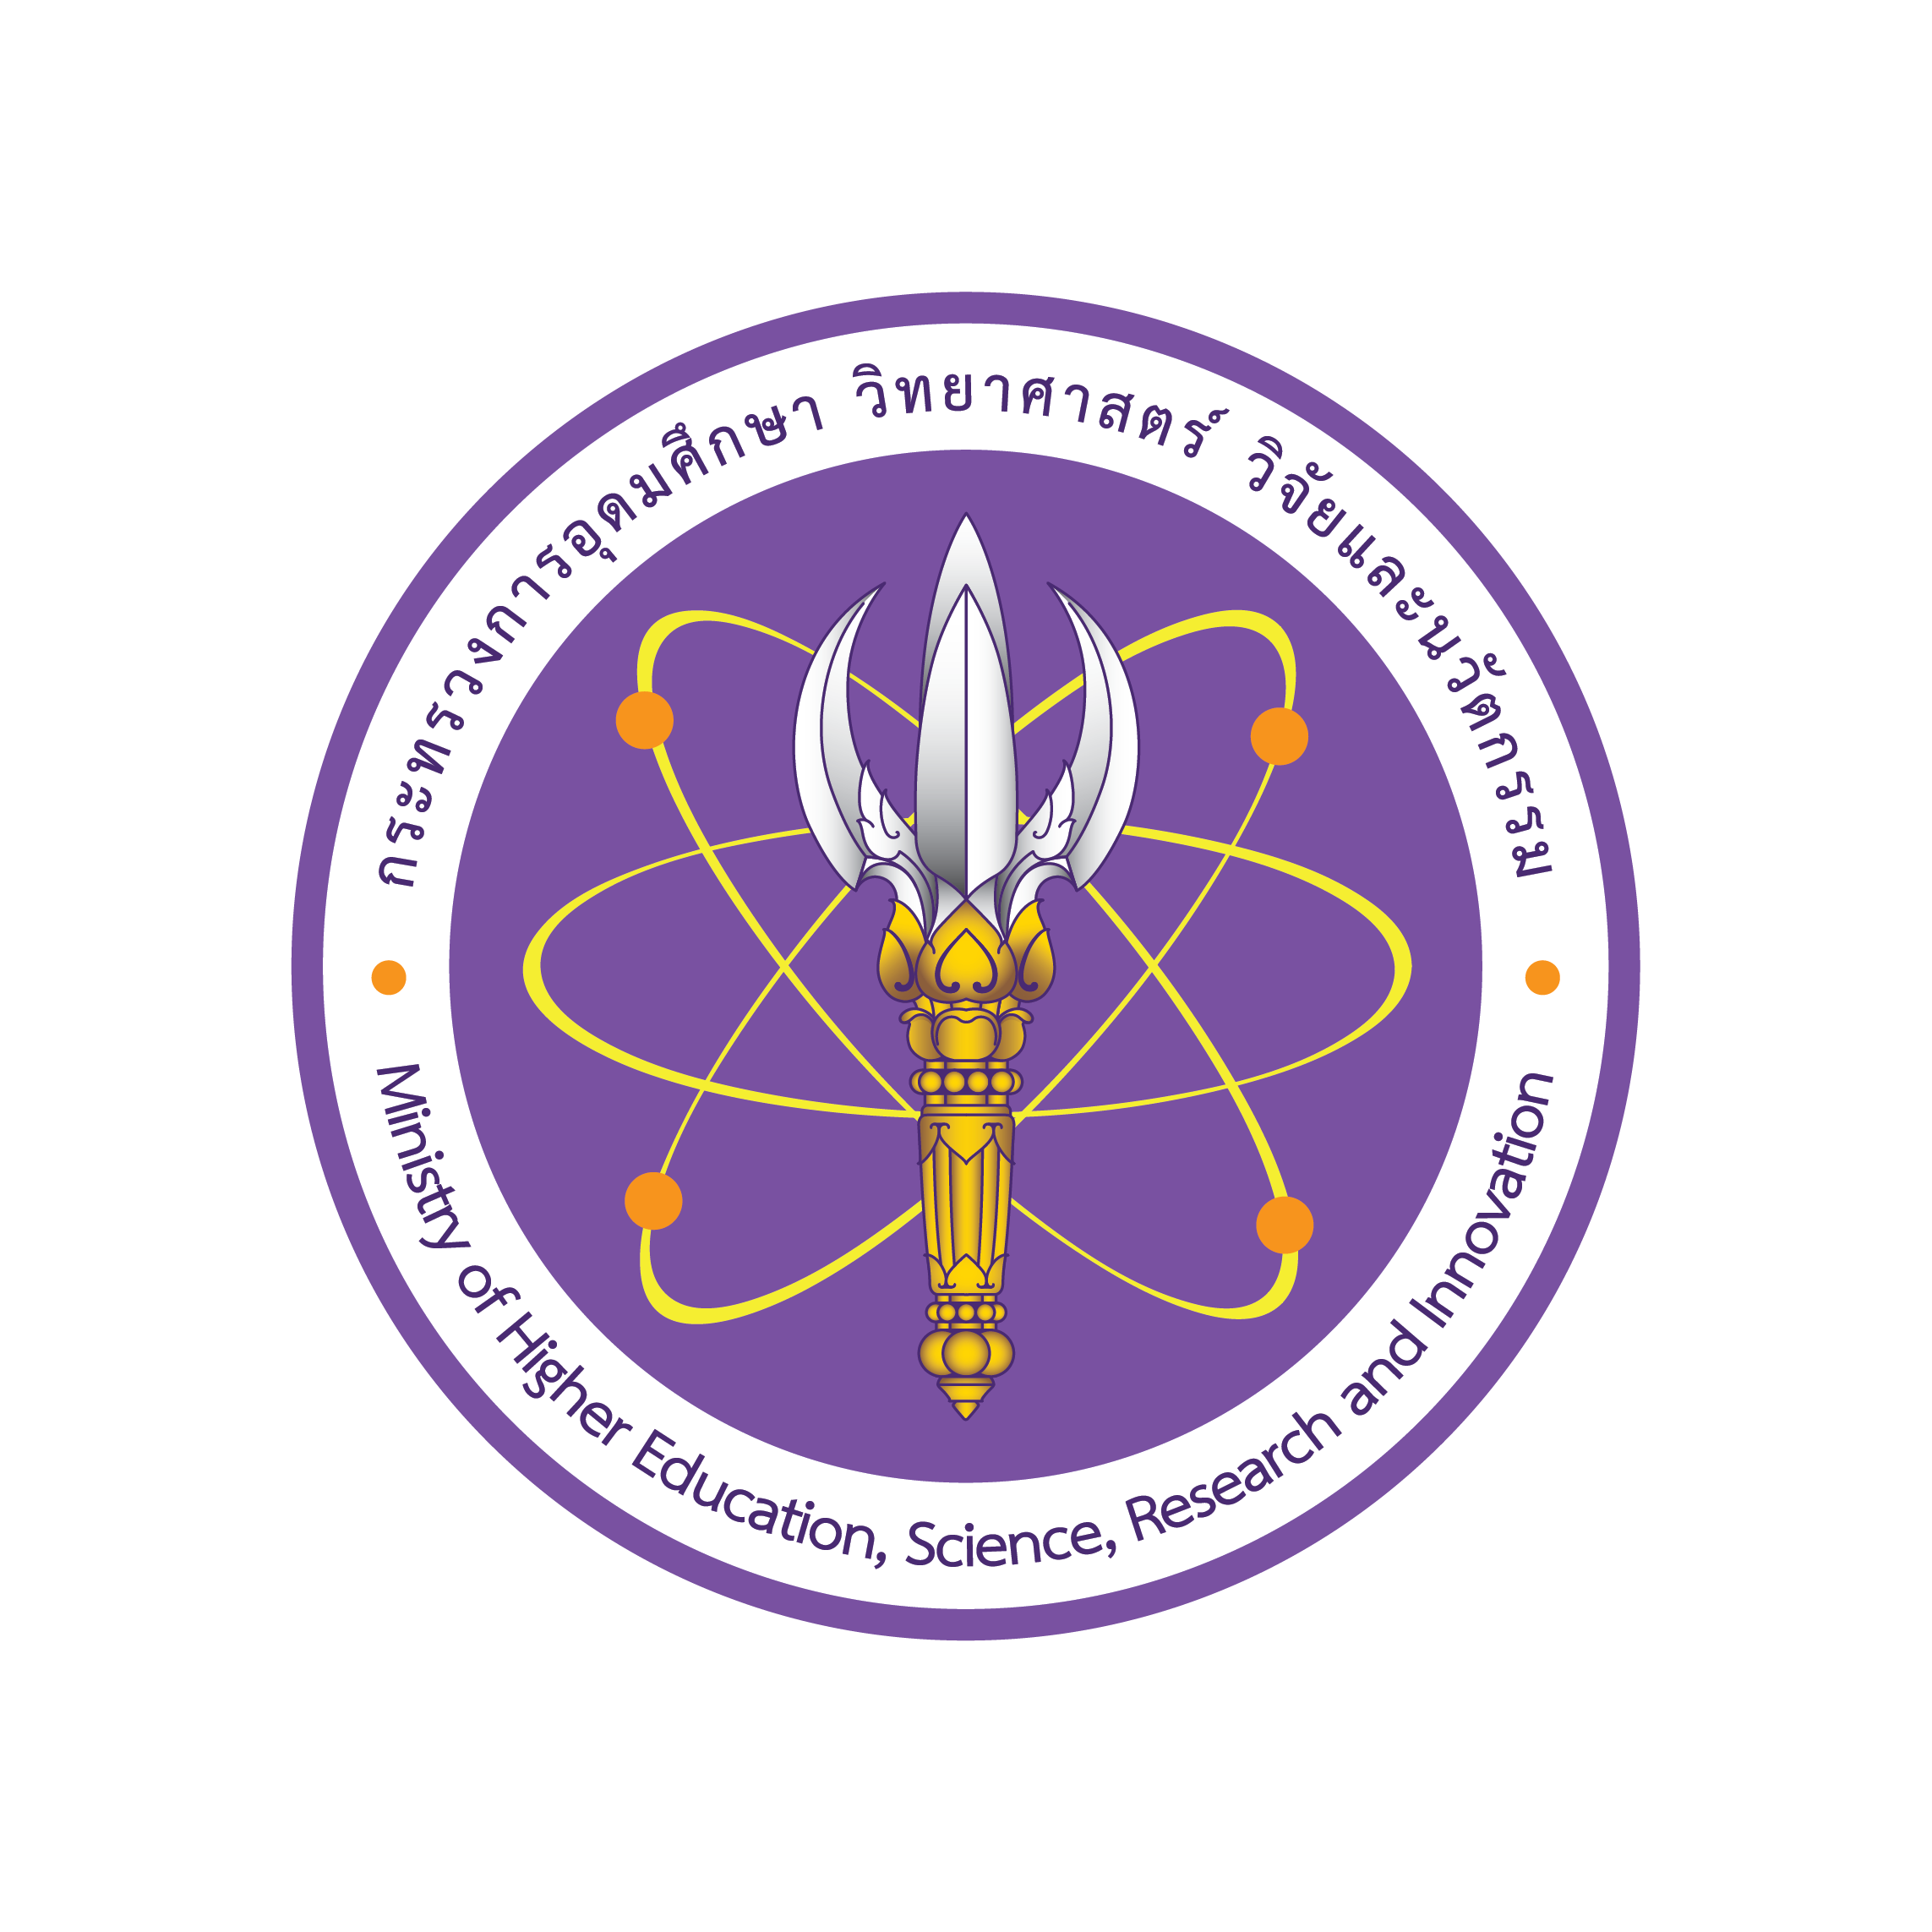 กระทรวงการอุดมศึกษา วิทยาศาสตร์ วิจัยและนวัตกรรม
Ministry of Higher Education, Science, Research and Innovation